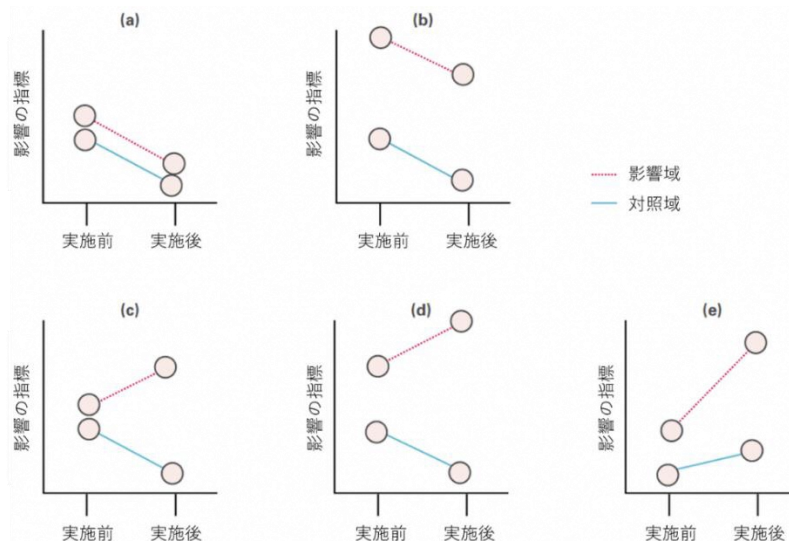 (a)
影響の指標
実施前
実施後
(b)
影響の指標
実施前
実施後
影響域
対照域
(c)
影響の指標
実施前
実施後
(d)
影響の指標
実施前
実施後
(e)
影響の指標
実施前
実施後